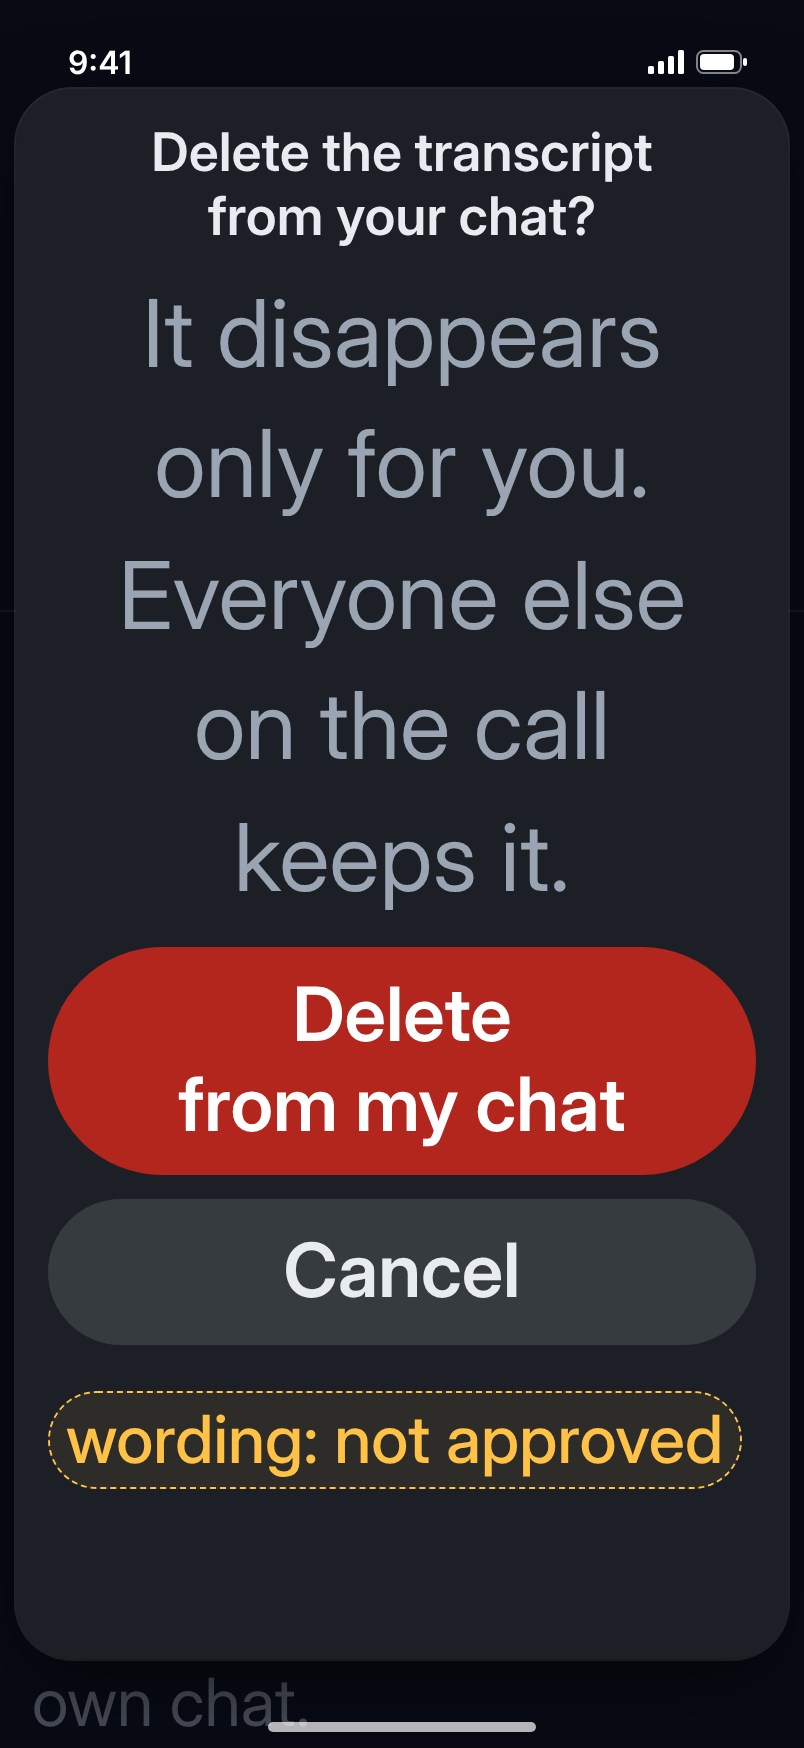 9:41
Delete the transcript
from your chat?
It disappears
only for you.
Everyone else
on the call
keeps it.
Delete
from my chat
Cancel
wording: not approved
own chat.